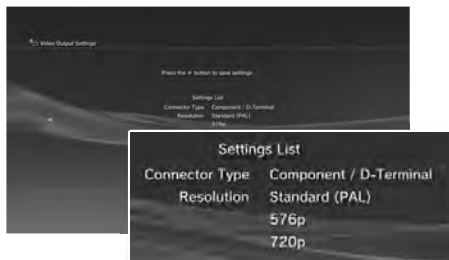 Video Output Settings
Press the × button to save settings.
Settings List
Connector Type Component / D-Terminal
Resolution Standard (PAL)
576p
Settings List
Connector Type Component / D-Terminal
Resolution Standard (PAL)
576p
720p